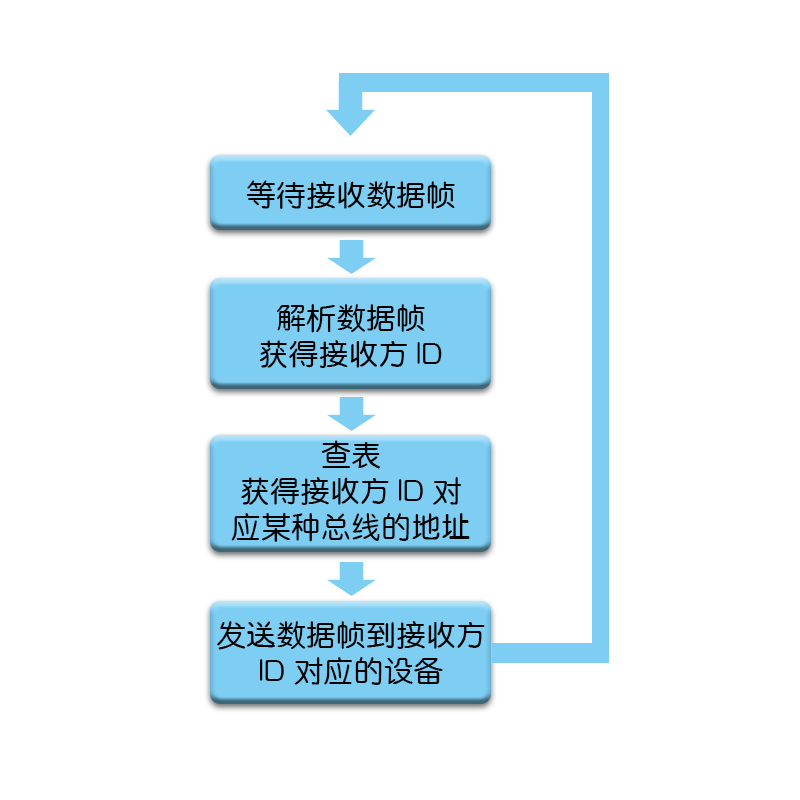 等待接收数据帧
解析数据帧
获得接收方 ID
查表
获得接收方 ID 对
应某种总线的地址
发送数据帧到接收方
ID 对应的设备